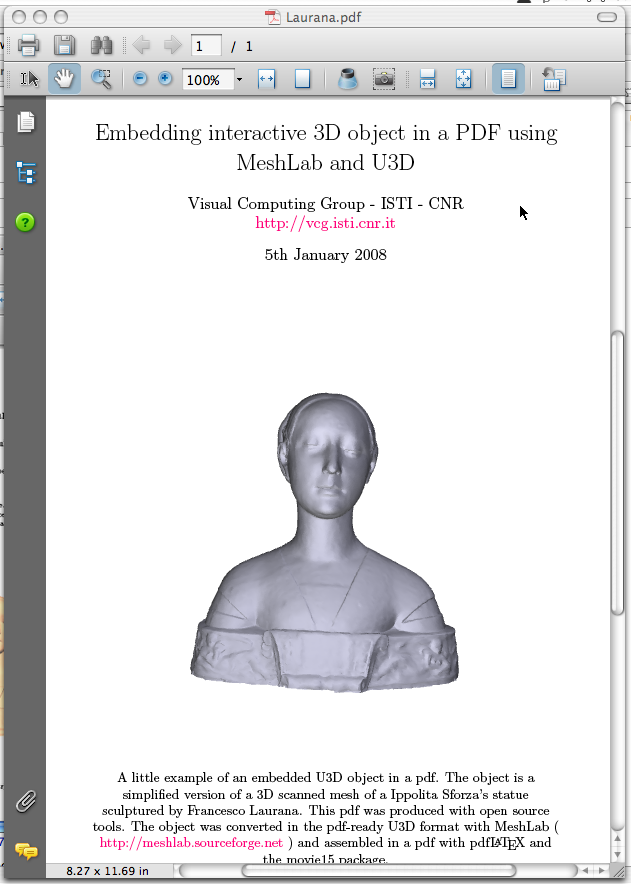 Laurana.pdf
1 / 1
100%
Embedding interactive 3D object in a PDF using
MeshLab and U3D
Visual Computing Group - ISTI - CNR
http://vcg.isti.cnr.it
5th January 2008
A little example of an embedded U3D object in a pdf. The object is a
simplified version of a 3D scanned mesh of a Ippolita Sforza's statue
sculptured by Francesco Laurana. This pdf was produced with open source
tools. The object was converted in the pdf-ready U3D format with MeshLab (
http://meshlab.sourceforge.net ) and assembled in a pdf with pdfLATEX and
the movie15 package.
8.27 x 11.69 in